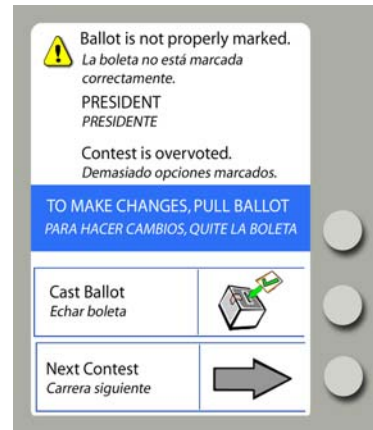 Ballot is not properly marked.
La boleta no está
marcada
correctamente.
PRESIDENT
PRESIDENTE
Contest is overvoted.
Demasiado opciones marcados.
TO MAKE CHANGES, PULL BALLOT
PARA HACER CAMBIOS, QUITE LA BOLETA
Cast Ballot
Echar boleta
Next Contest
Carrera siguiente